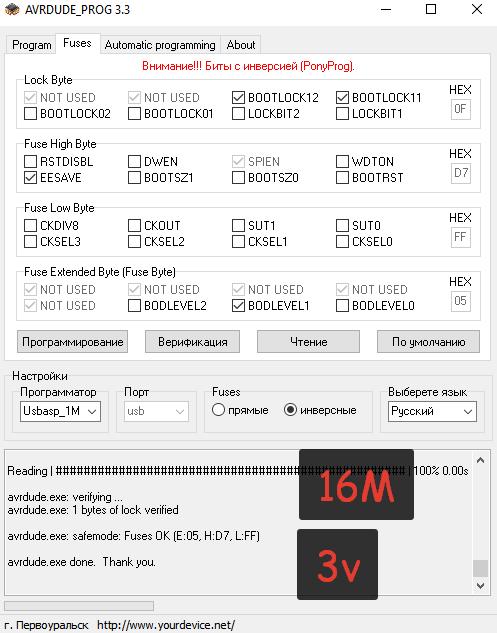 AVRDUDE_PROG 3.3
Program Fuses Automatic programming About
Внимание!!! Биты с инверсией (PonyProg).
Lock Byte
HEX
NOT USED NOT USED BOOTLOCK12 BOOTLOCK11
0F
BOOTLOCK02 BOOTLOCK01 LOCKBIT2 LOCKBIT1
Fuse High Byte
HEX
RSTDISBL DWEN SPIEN WDTON
D7
EESAVE BOOTSZ1 BOOTSZ0 BOOTRST
Fuse Low Byte
HEX
CKDIV8 CKOUT SUT1 SUT0
FF
CKSEL3 CKSEL2 CKSEL1 CKSEL0
Fuse Extended Byte (Fuse Byte)
HEX
NOT USED NOT USED NOT USED NOT USED
05
NOT USED BODLEVEL2 BODLEVEL1 BODLEVEL0
Программирование Верификация Чтение По умолчанию
Настройки
Программатор Порт Fuses Выберете язык
Usbasp_1M usb прямые инверсные Русский
Reading | ################################################## | 100% 0.00s
16M
avrdude.exe: verifying ...
avrdude.exe: 1 bytes of lock verified
avrdude.exe: safemode: Fuses OK (E:05, H:D7, L:FF)
3v
avrdude.exe done. Thank you.
г. Первоуральск http://www.yourdevice.net/